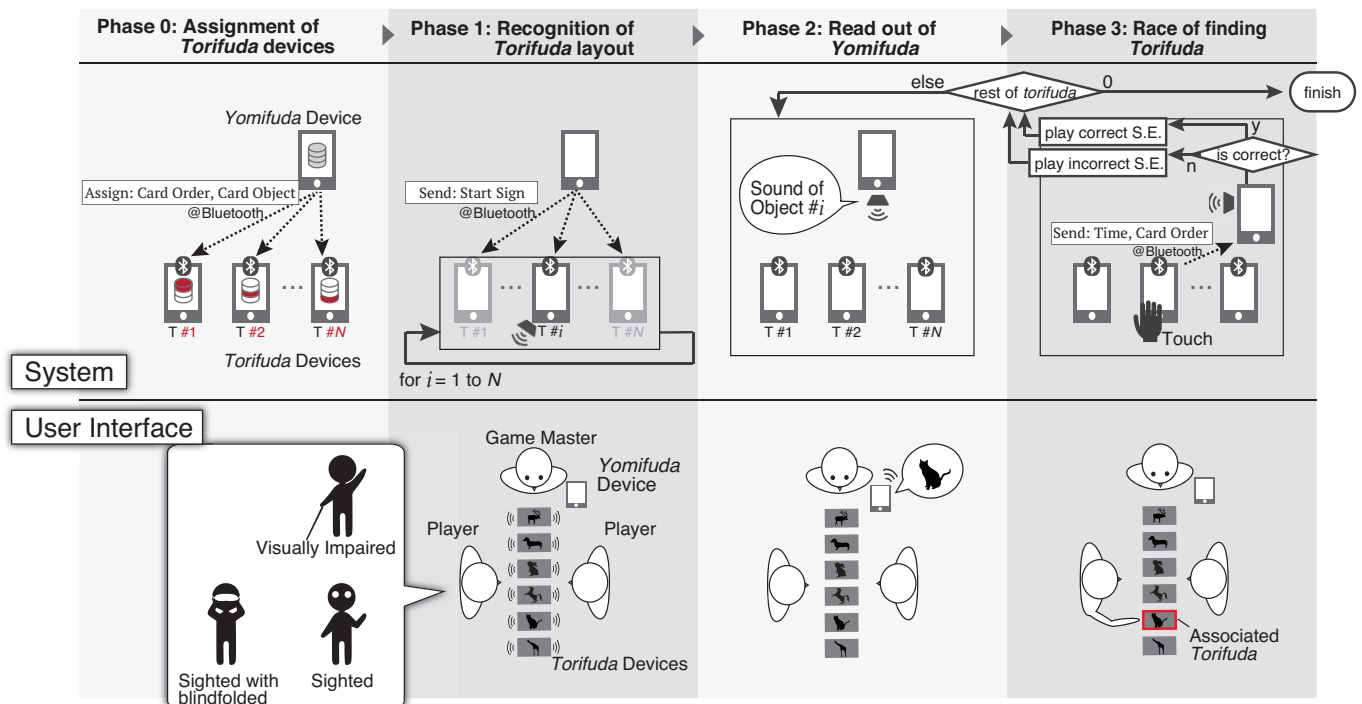 Phase 0: Assignment of
Torifuda devices
Phase 1: Recognition of
Torifuda layout
Phase 2: Read out of
Yomifuda
Phase 3: Race of finding
Torifuda
Yomifuda Device
Assign: Card Order, Card Object
@Bluetooth
T #1
T #2
...
T #N
Torifuda Devices
Send: Start Sign
@Bluetooth
...
...
T #1
T #i
T #N
for i = 1 to N
else
rest of torifuda
0
finish
Sound of
Object #i
...
T #1
T #2
T #N
play correct S.E.
y
play incorrect S.E.
n
is correct?
Send: Time, Card Order
@Bluetooth
...
Touch
System
User Interface
Visually Impaired
Sighted with
blindfolded
Sighted
Game Master
Yomifuda
Device
Player
Player
Torifuda Devices
Associated
Torifuda